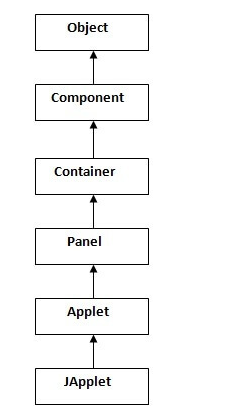 Object
Component
Container
Panel
Applet
JApplet